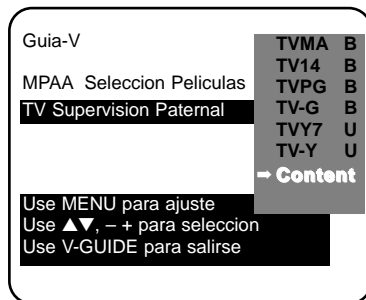 Guia-V
MPAA Seleccion Peliculas
TV Supervision Paternal
TVMA B
TV14 B
TVPG B
TV-G B
TVY7 U
TV-Y U
➡ Content
Use MENU para ajuste
Use ▲▼, – + para seleccion
Use V-GUIDE para salirse